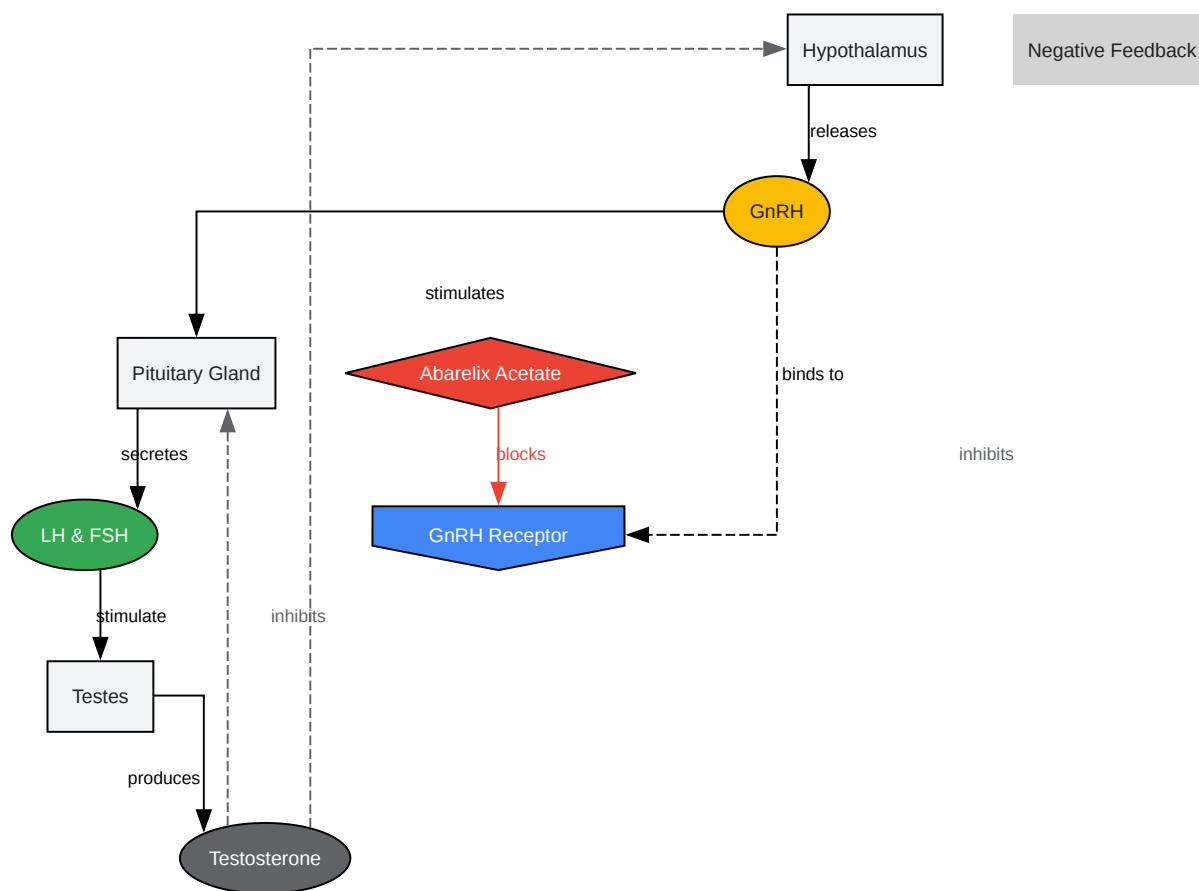 Hypothalamus
Negative Feedback
releases
GnRH
stimulates
Pituitary Gland
Abarelix Acetate
binds to
secretes
blocks
inhibits
LH & FSH
GnRH Receptor
stimulate
inhibits
Testes
produces
Testosterone